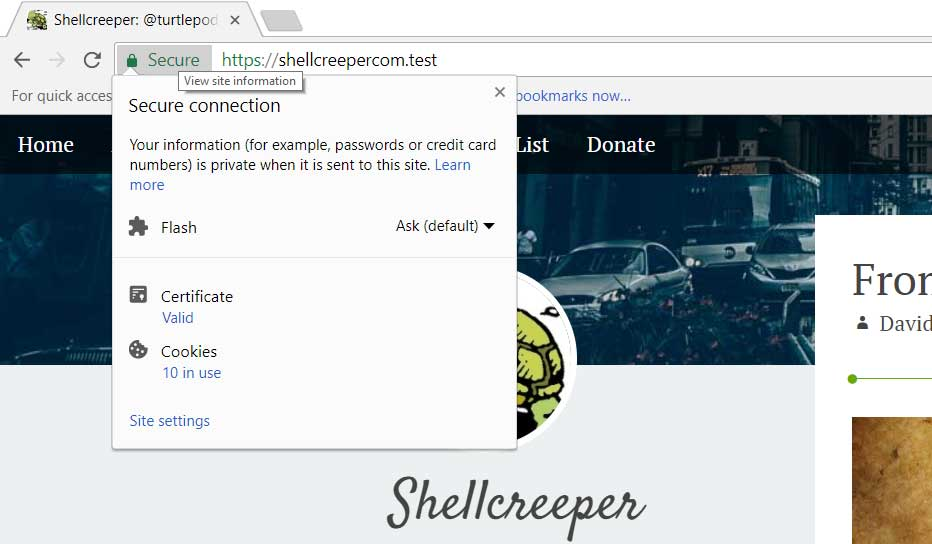 Shellcreeper: @turtlepod
Secure
https://shellcreepercom.test
View site information
For quick acces
bookmarks now...
Secure connection
Your information (for example, passwords or credit card
numbers) is private when it is sent to this site. Learn
more
Home
List
Donate
Flash
Ask (default)
Certificate
Valid
Cookies
10 in use
Site settings
From
David
Shellcreeper